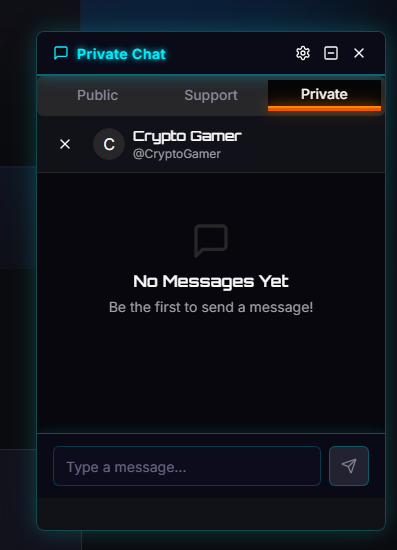 Private Chat
Public Support Private
C Crypto Gamer
@CryptoGamer
No Messages Yet
Be the first to send a message!
Type a message...